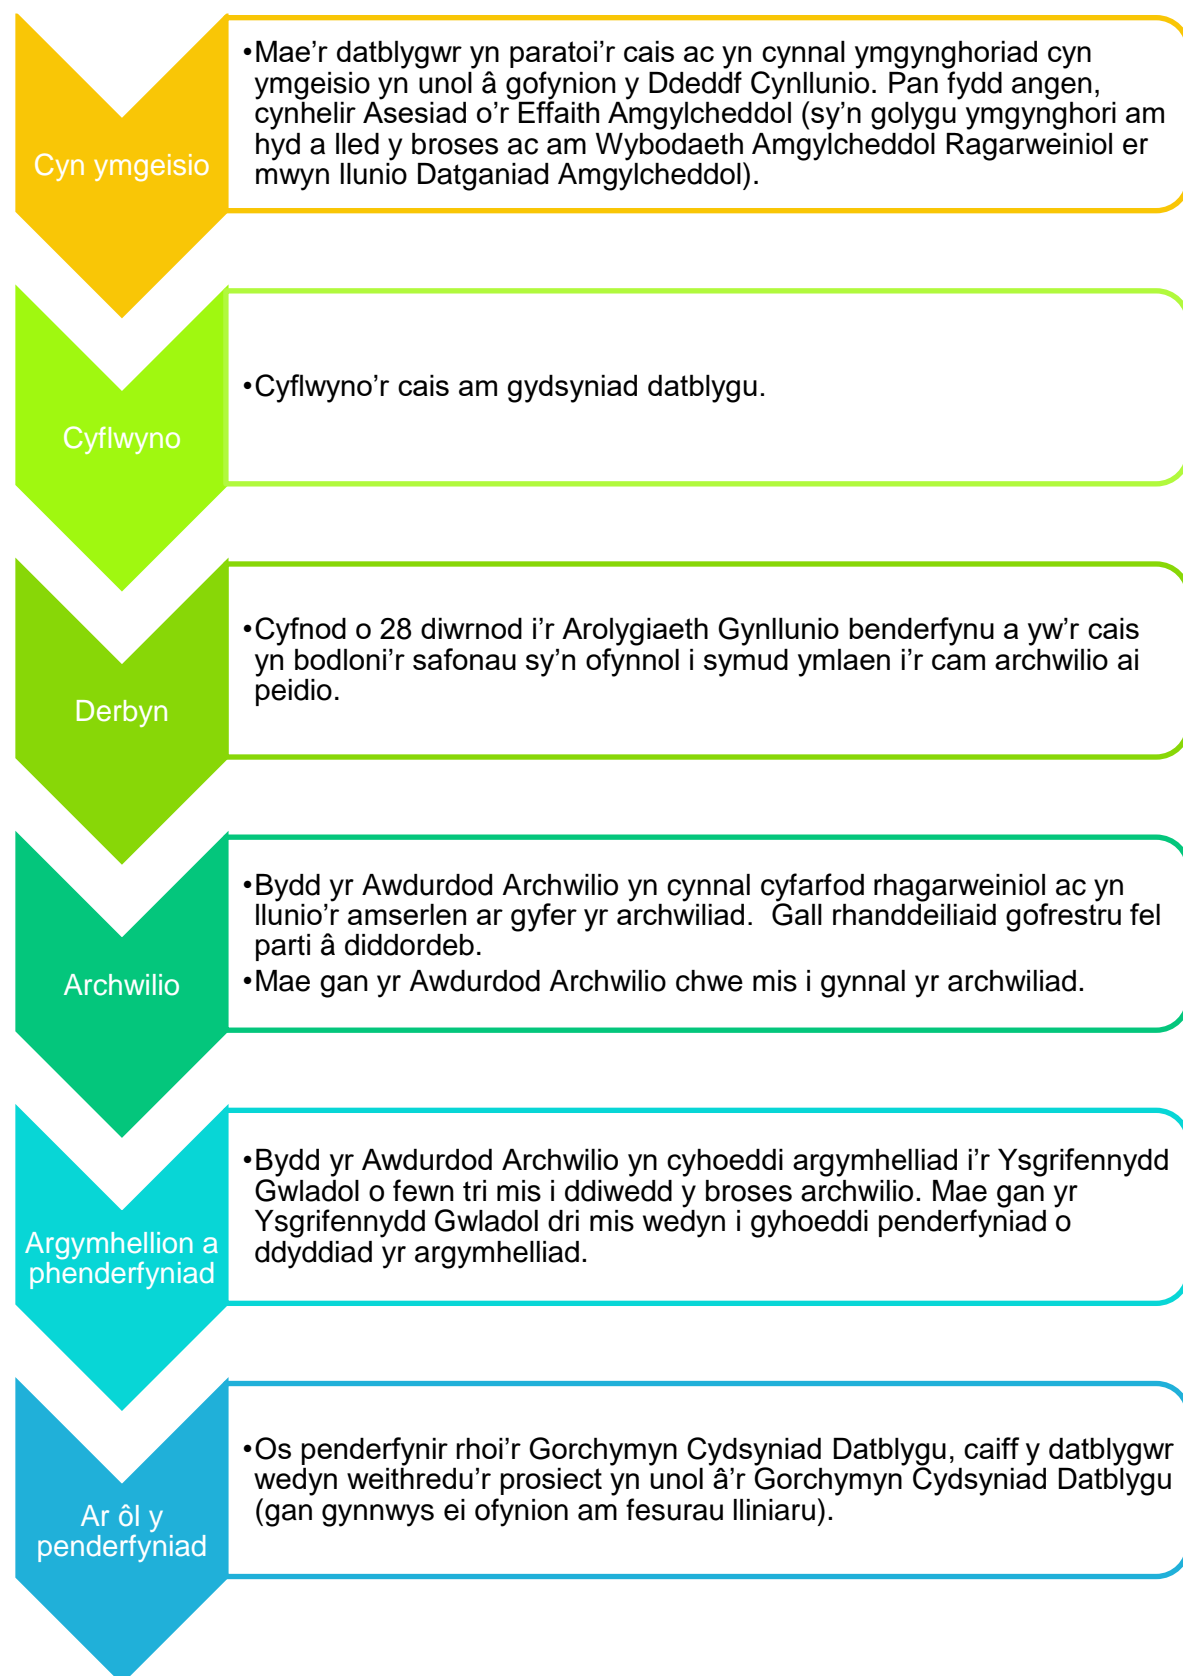 Cyn ymgeisio
•Mae’r datblygwr yn paratoi’r cais ac yn cynnal ymgynghoriad cyn
ymgeisio yn unol â gofynion y Ddeddf Cynllunio. Pan fydd angen,
cynhelir Asesiad o’r Effaith Amgylcheddol (sy’n golygu ymgynghori am
hyd a lled y broses ac am Wybodaeth Amgylcheddol Ragarweiniol er
mwyn llunio Datganiad Amgylcheddol).
Cyflwyno
•Cyflwyno’r cais am gydsyniad datblygu.
Derbyn
•Cyfnod o 28 diwrnod i’r Arolygiaeth Gynllunio benderfynu a yw’r cais
yn bodloni’r safonau sy’n ofynnol i symud ymlaen i’r cam archwilio ai
peidio.
Archwilio
•Bydd yr Awdurdod Archwilio yn cynnal cyfarfod rhagarweiniol ac yn
llunio’r amserlen ar gyfer yr archwiliad.  Gall rhanddeiliaid gofrestru fel
parti â diddordeb.
•Mae gan yr Awdurdod Archwilio chwe mis i gynnal yr archwiliad.
Argymhellion a
phenderfyniad
•Bydd yr Awdurdod Archwilio yn cyhoeddi argymhelliad i’r Ysgrifennydd
Gwladol o fewn tri mis i ddiwedd y broses archwilio. Mae gan yr
Ysgrifennydd Gwladol dri mis wedyn i gyhoeddi penderfyniad o
ddyddiad yr argymhelliad.
Ar ôl y
penderfyniad
•Os penderfynir rhoi’r Gorchymyn Cydsyniad Datblygu, caiff y datblygwr
wedyn weithredu’r prosiect yn unol â’r Gorchymyn Cydsyniad Datblygu
(gan gynnwys ei ofynion am fesurau lliniaru).